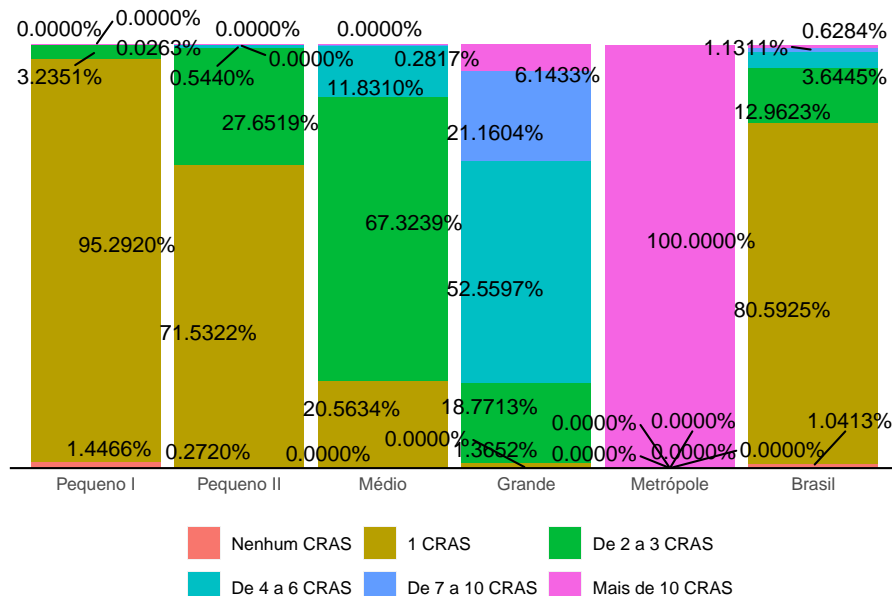 0.0000% 0.0000% 0.0000% 0.0000% 0.6284%
0.0263% 0.0000% 0.2817% 1.1311%
3.2351% 0.5440% 11.8310% 6.1433% 3.6445%
27.6519% 21.1604% 12.9623%
95.2920% 67.3239% 100.0000%
71.5322% 52.5597% 80.5925%
20.5634% 18.7713% 0.0000% 0.0000% 1.0413%
1.4466% 0.2720% 0.0000% 0.0000% 1.3652% 0.0000% 0.0000% 0.0000%
Pequeno I Pequeno II Médio Grande Metrópole Brasil
Nenhum CRAS 1 CRAS De 2 a 3 CRAS
De 4 a 6 CRAS De 7 a 10 CRAS Mais de 10 CRAS